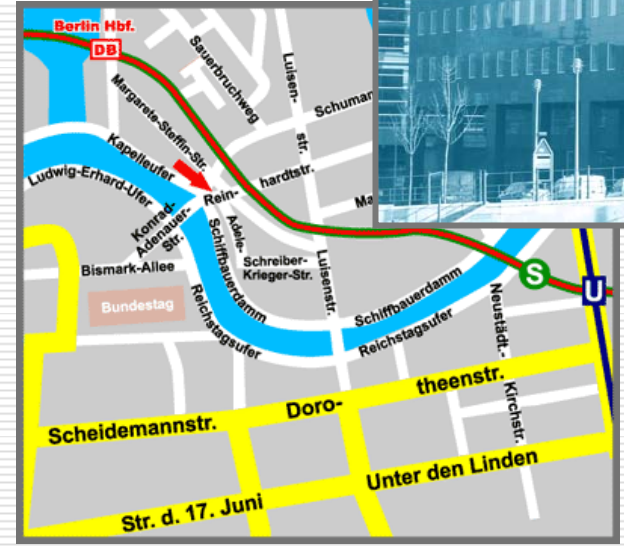 Berlin Hbf.
DB
Sauerbruchweg
Luisen-
str.
Schumar
Margarete-Steffin-Str.
Kapelleufer
Ludwig-Erhard-Ufer
Rein-
hardtstr.
Ma
Konrad-
Adenauer-
Str.
Adele-
Schreiber-
Krieger-Str.
Schiffbauerdamm
Luisenstr.
Bismark-Allee
Bundestag
Reichstagsufer
Schiffbauerdamm
Reichstagsufer
S
U
Neustädt.-
Kirchstr.
Doro-
theenstr.
Scheidemannstr.
Unter den Linden
Str. d. 17. Juni